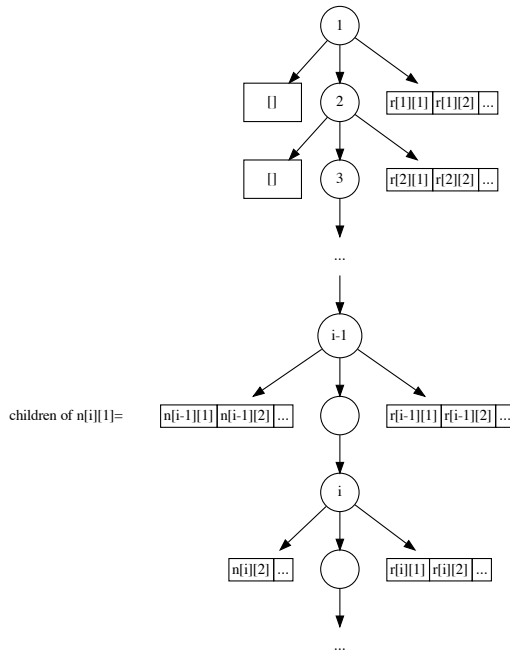 1
[] 2 r[1][1] r[1][2] ...
[] 3 r[2][1] r[2][2] ...
...
i-1
children of n[i][1]= n[i-1][1] n[i-1][2] ... r[i-1][1] r[i-1][2] ...
i
n[i][2] ... r[i][1] r[i][2] ...
...